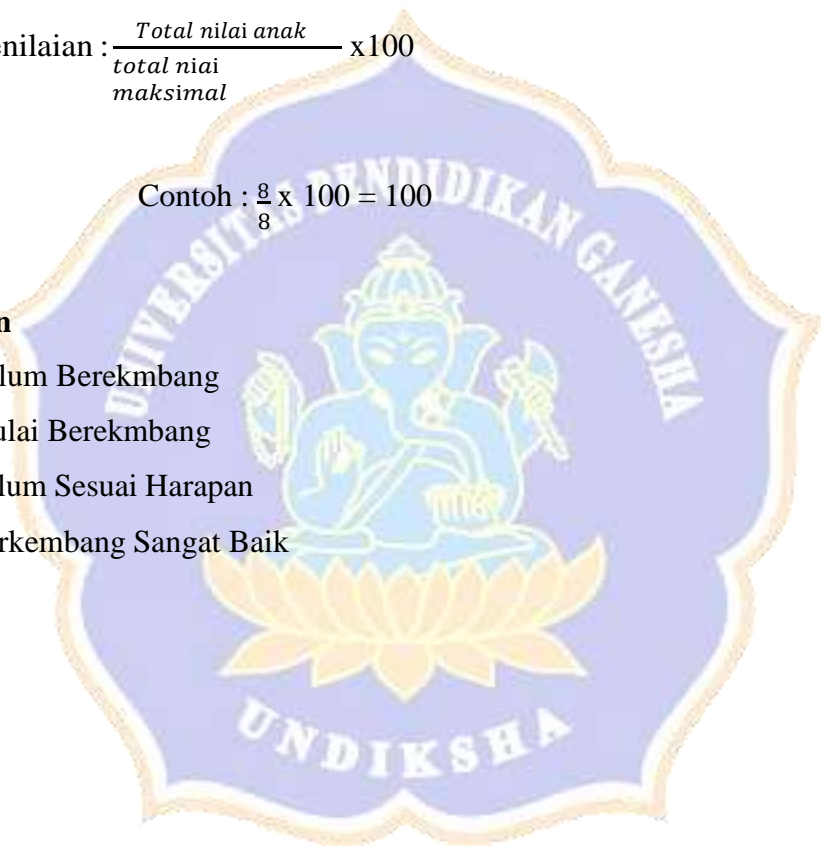 enilaian : Total nilai anak / total niai maksimal x100
Contoh : 8/8 x 100 = 100
n
lum Berekmbang
ulai Berekmbang
lum Sesuai Harapan
rkembang Sangat Baik
UNIVERSITAS PENDIDIKAN GANESHA
UNDIKSHA